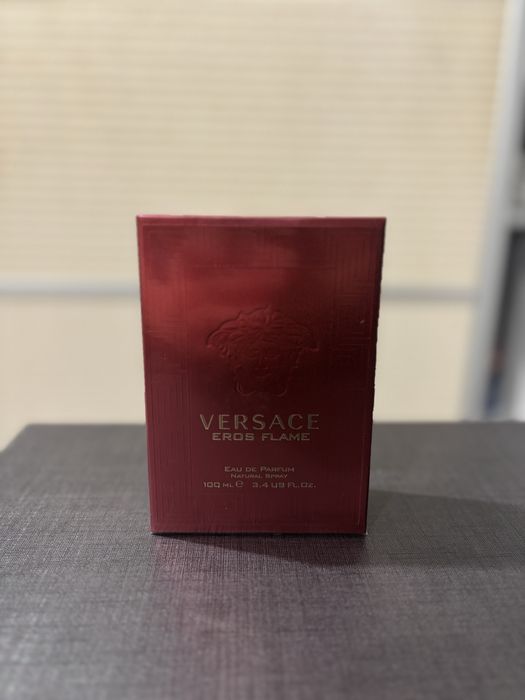 VERSACE
EROS FLAME
EAU DE PARFUM
NATURAL SPRAY
100 ML ℮ 3.4 US FL.OZ.